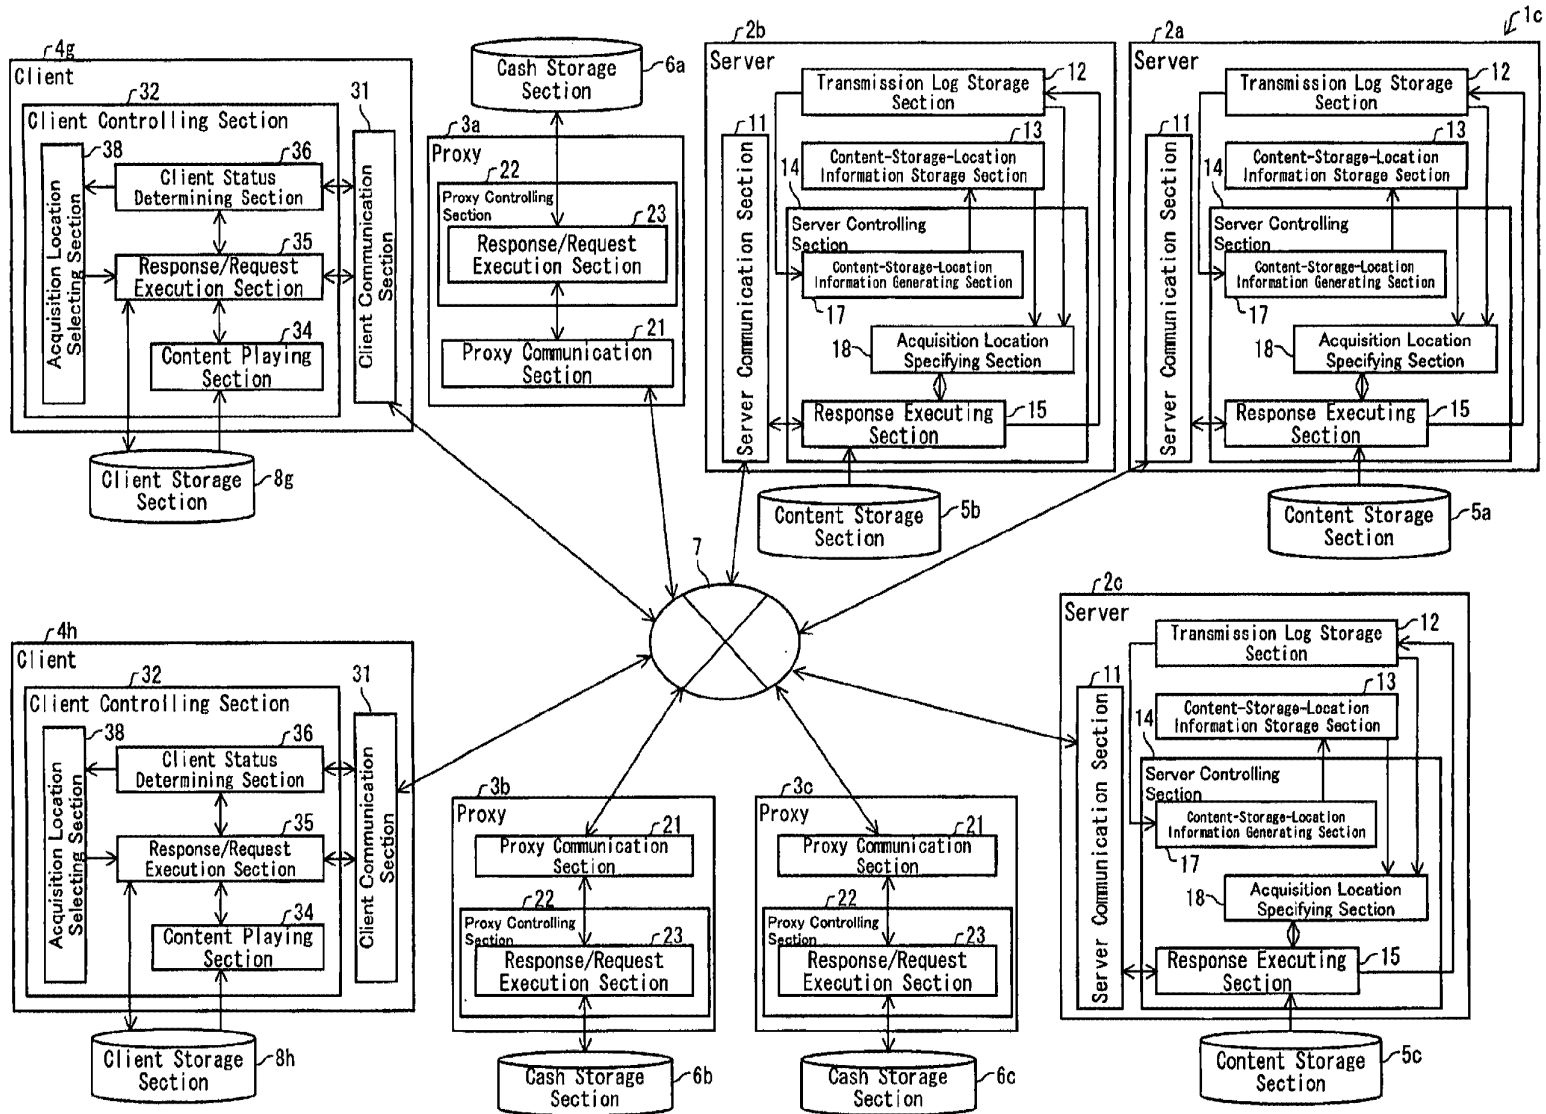 1c
4g
Client
32
Client Controlling Section
31
38
36
Client Status
Determining Section
35
Response/Request
Execution Section
34
Content Playing
Section
Acquisition Location
Selecting Section
Client Communication
Section
Client Storage
Section
8g
Cash Storage
Section
6a
3a
Proxy
22
Proxy Controlling
Section
23
Response/Request
Execution Section
21
Proxy Communication
Section
2b
Server
12
Transmission Log Storage
Section
11
13
Content-Storage-Location
Information Storage Section
14
Server Controlling
Section
Content-Storage-Location
Information Generating Section
17
18
Acquisition Location
Specifying Section
Response Executing
Section
15
Server Communication Section
Content Storage
Section
5b
2a
Server
12
Transmission Log Storage
Section
11
13
Content-Storage-Location
Information Storage Section
14
Server Controlling
Section
Content-Storage-Location
Information Generating Section
17
18
Acquisition Location
Specifying Section
Response Executing
Section
15
Server Communication Section
Content Storage
Section
5a
7
4h
Client
32
Client Controlling Section
31
38
36
Client Status
Determining Section
35
Response/Request
Execution Section
34
Content Playing
Section
Acquisition Location
Selecting Section
Client Communication
Section
Client Storage
Section
8h
3b
Proxy
21
Proxy Communication
Section
22
Proxy Controlling
Section
23
Response/Request
Execution Section
Cash Storage
Section
6b
3c
Proxy
21
Proxy Communication
Section
22
Proxy Controlling
Section
23
Response/Request
Execution Section
Cash Storage
Section
6c
2c
Server
12
Transmission Log Storage
Section
11
13
Content-Storage-Location
Information Storage Section
14
Server Controlling
Section
Content-Storage-Location
Information Generating Section
17
18
Acquisition Location
Specifying Section
Response Executing
Section
15
Server Communication Section
Content Storage
Section
5c